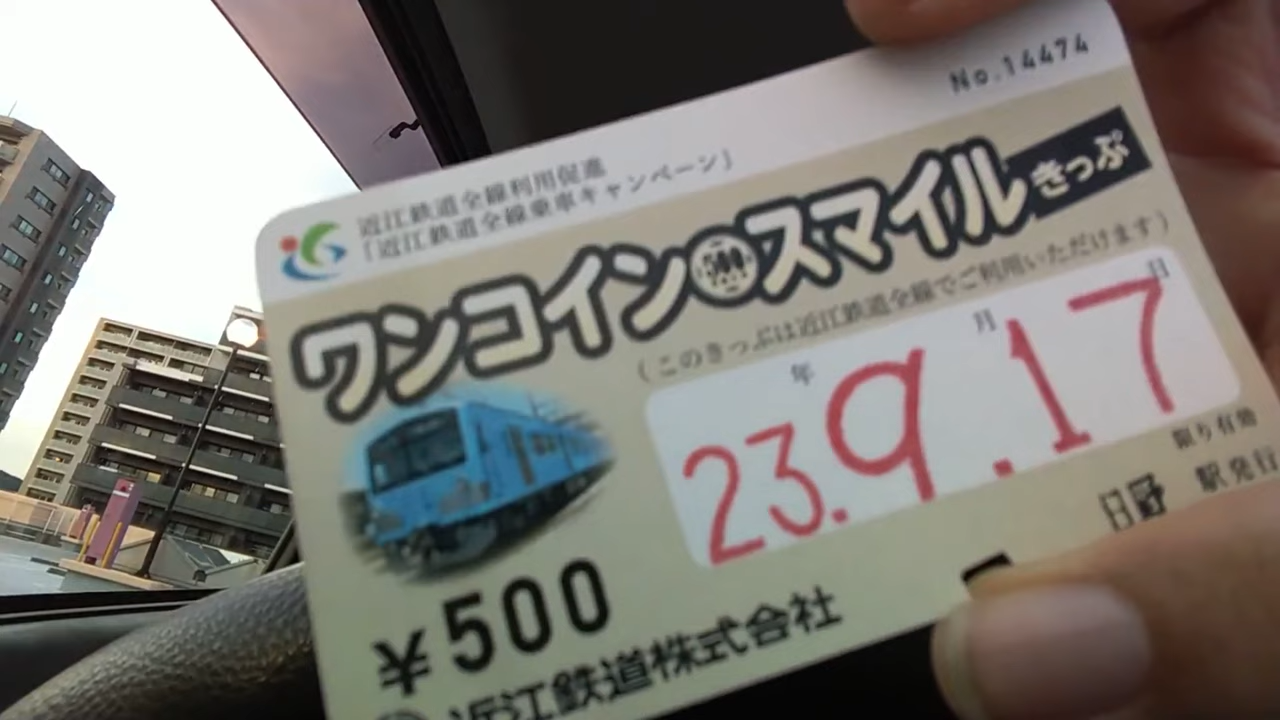 No.14474
近江鉄道全線利用促進
「近江鉄道全線乗車キャンペーン」
ワンコイン500スマイルきっぷ
(このきっぷは近江鉄道全線でご利用いただけます)
年 月 日
23.9.17
限り有効
日野 駅発行
¥500
近江鉄道株式会社